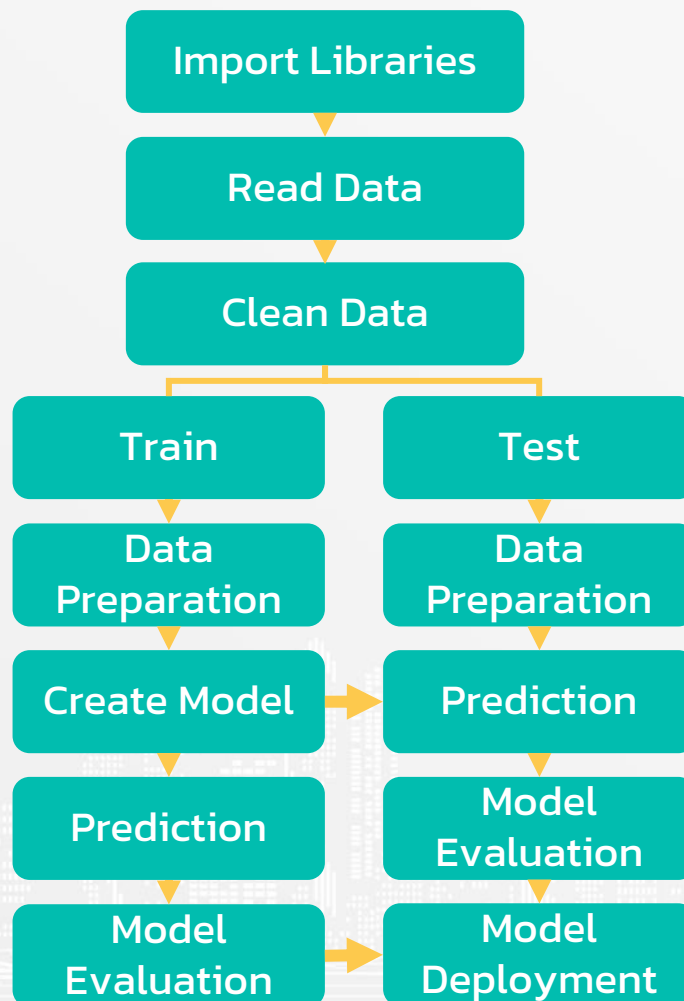 Import Libraries
Read Data
Clean Data
Train
Test
Data
Preparation
Data
Preparation
Create Model
Prediction
Prediction
Model
Evaluation
Model
Evaluation
Model
Deployment